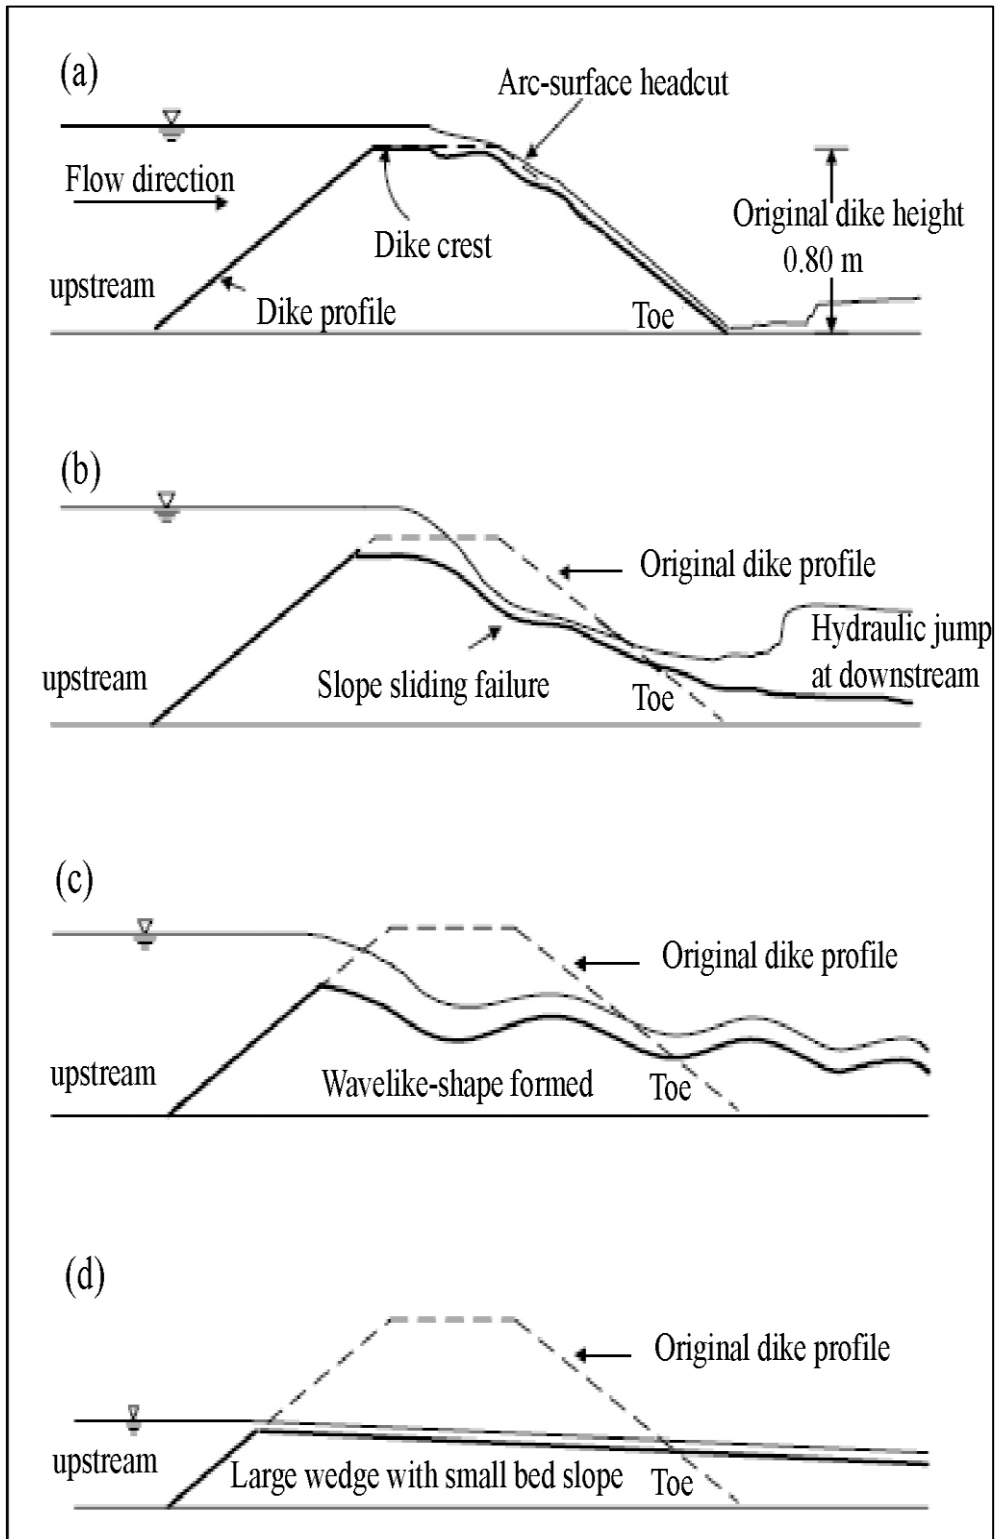 (a)
Arc-surface headcut
Flow direction
Original dike height
Dike crest
0.80 m
upstream
Dike profile
Toe
(b)
Original dike profile
Hydraulic jump
upstream
Slope sliding failure
at downstream
Toe
(c)
Original dike profile
upstream
Wavelike-shape formed
Toe
(d)
Original dike profile
upstream
Large wedge with small bed slope
Toe